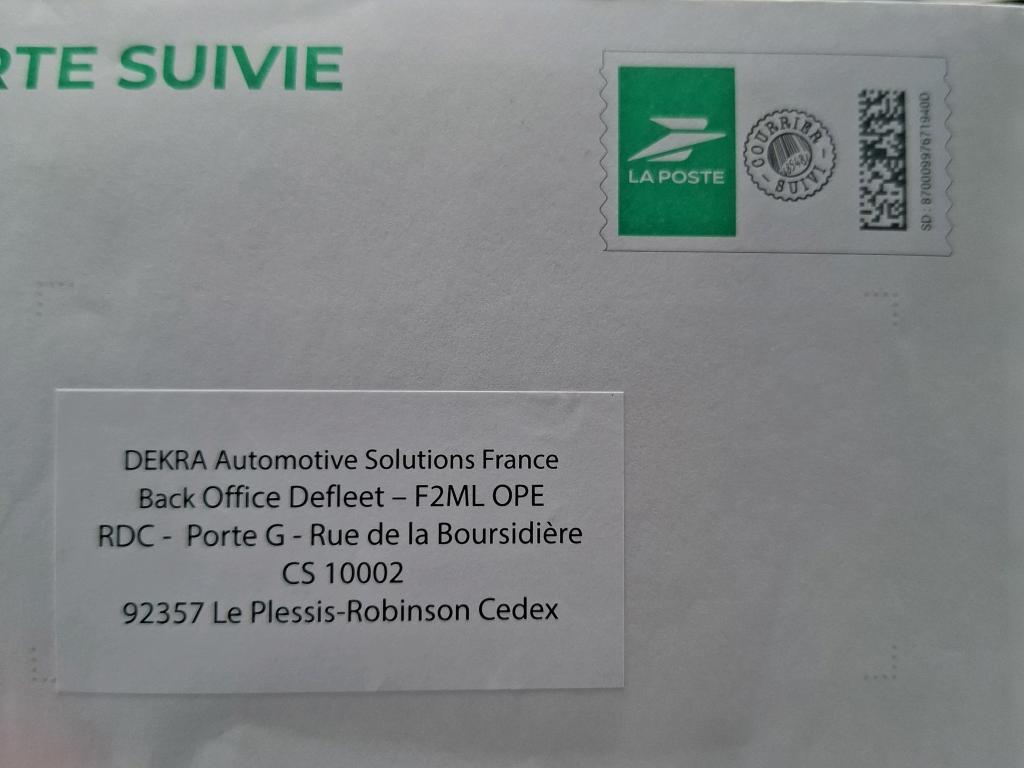 RTE SUIVIE
LA POSTE
COURRIER
SUIVI
SD : 87000997671940D
DEKRA Automotive Solutions France
Back Office Defleet – F2ML OPE
RDC - Porte G - Rue de la Boursidière
CS 10002
92357 Le Plessis-Robinson Cedex